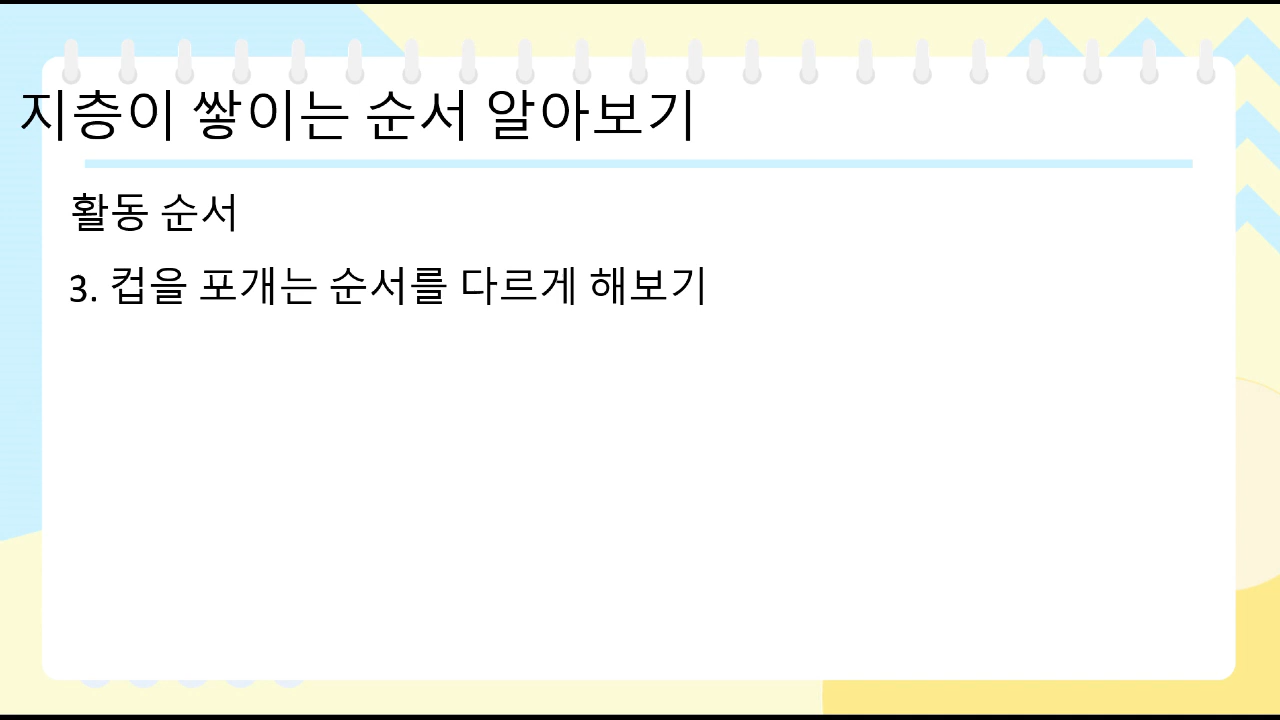 지층이 쌓이는 순서 알아보기
활동 순서
3. 컵을 포개는 순서를 다르게 해보기